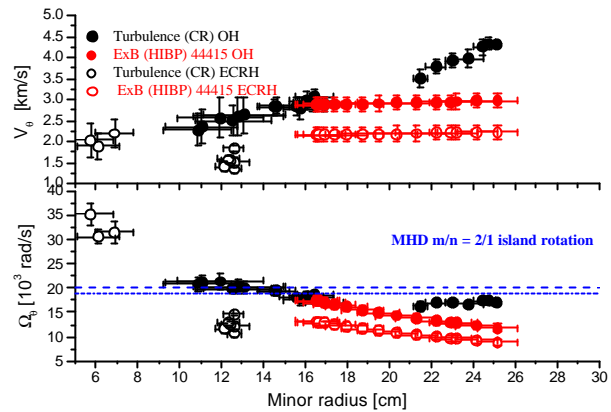 5.0
4.5
4.0
3.5
3.0
2.5
2.0
1.5
1.0
V_θ [km/s]
Turbulence (CR) OH
ExB (HIBP) 44415 OH
Turbulence (CR) ECRH
ExB (HIBP) 44415 ECRH
40
35
30
25
20
15
10
5
Ω_θ [10³ rad/s]
MHD m/n = 2/1 island rotation
6 8 10 12 14 16 18 20 22 24 26 28 30
Minor radius [cm]